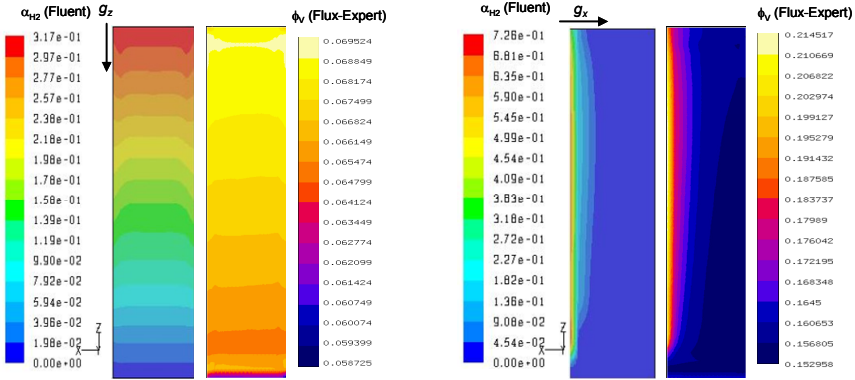 α_H2 (Fluent)
g_z
3.17e-01
2.97e-01
2.77e-01
2.57e-01
2.38e-01
2.18e-01
1.98e-01
1.78e-01
1.58e-01
1.39e-01
1.19e-01
9.92e-02
7.93e-02
5.94e-02
3.96e-02
1.98e-02
0.00e+00
Z
X
Y
ϕ_V (Flux-Expert)
0.069524
0.068849
0.068174
0.067499
0.066824
0.066149
0.065474
0.064799
0.064124
0.063449
0.062774
0.062099
0.061424
0.060749
0.060074
0.059399
0.058725
α_H2 (Fluent)
g_x
7.26e-01
6.81e-01
6.35e-01
5.90e-01
5.45e-01
4.99e-01
4.54e-01
4.09e-01
3.63e-01
3.18e-01
2.72e-01
2.27e-01
1.82e-01
1.36e-01
9.08e-02
4.54e-02
0.00e+00
Z
X
Y
ϕ_V (Flux-Expert)
0.214517
0.210669
0.206822
0.202974
0.199127
0.195279
0.191432
0.187585
0.183737
0.17989
0.176042
0.172195
0.168348
0.1645
0.160653
0.156805
0.152958